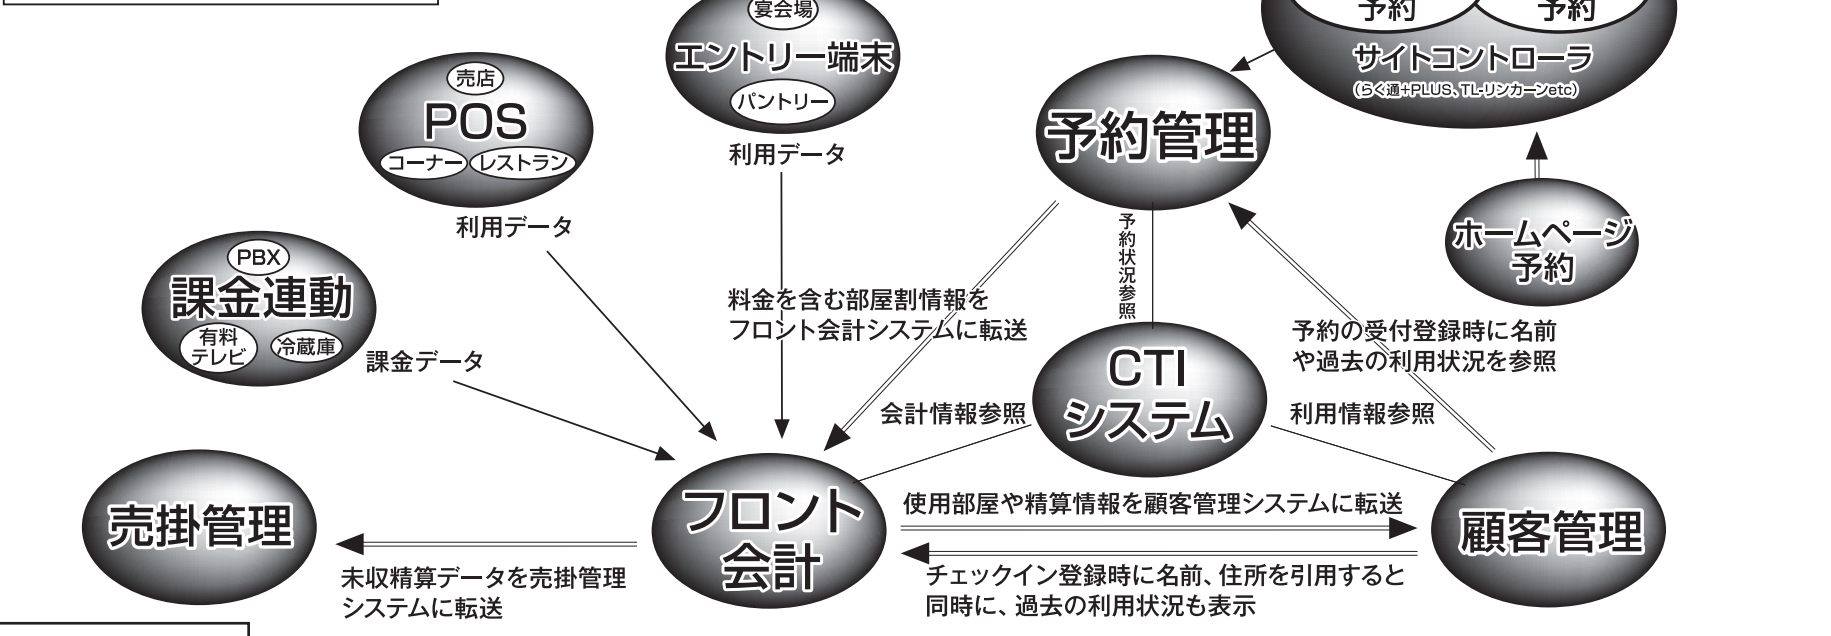 宴会場
エントリー端末
パントリー
利用データ
売店
POS
コーナー
レストラン
利用データ
PBX
課金連動
有料
テレビ
冷蔵庫
課金データ
予約
予約
サイトコントローラ
（らく通+PLUS、TL-リンカーンetc）
予約管理
ホームページ
予約
予約状況参照
料金を含む部屋割情報を
フロント会計システムに転送
予約の受付登録時に名前
や過去の利用状況を参照
CTI
システム
会計情報参照
利用情報参照
売掛管理
フロント
会計
顧客管理
使用部屋や精算情報を顧客管理システムに転送
チェックイン登録時に名前、住所を引用すると
同時に、過去の利用状況も表示
未収精算データを売掛管理
システムに転送